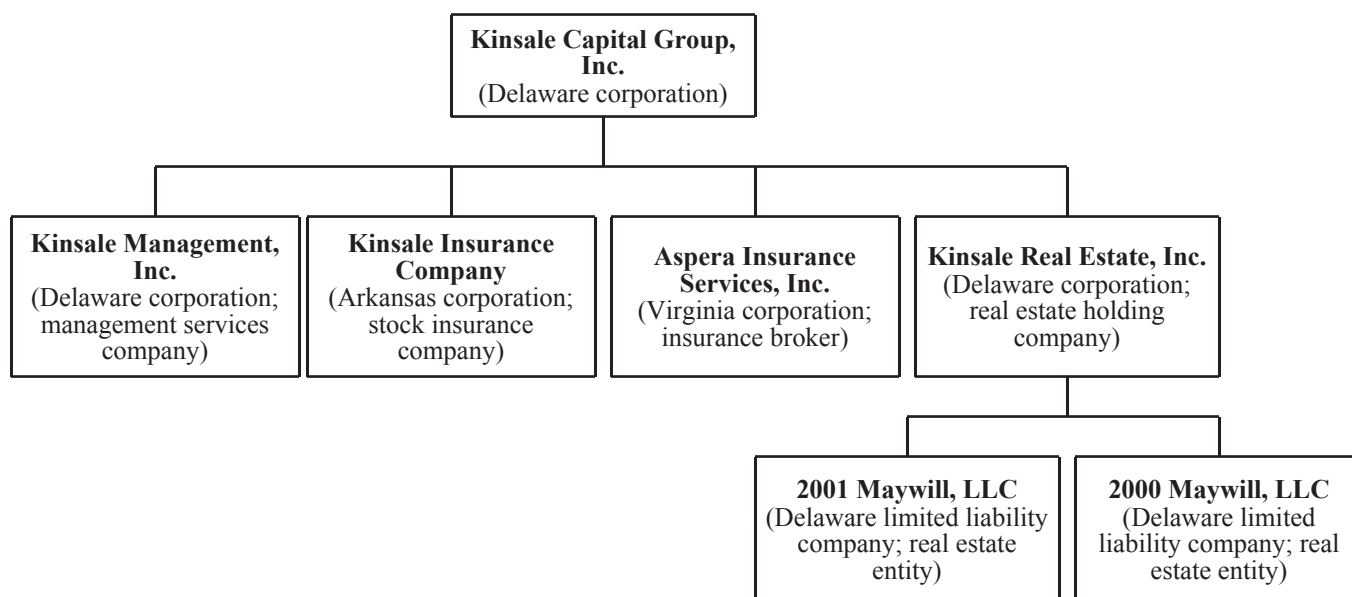 Kinsale Capital Group,
Inc.
(Delaware corporation)
Kinsale Management,
Inc.
(Delaware corporation;
management services
company)
Kinsale Insurance
Company
(Arkansas corporation;
stock insurance
company)
Aspera Insurance
Services, Inc.
(Virginia corporation;
insurance broker)
Kinsale Real Estate, Inc.
(Delaware corporation;
real estate holding
company)
2001 Maywill, LLC
(Delaware limited liability
company; real estate
entity)
2000 Maywill, LLC
(Delaware limited
liability company; real
estate entity)